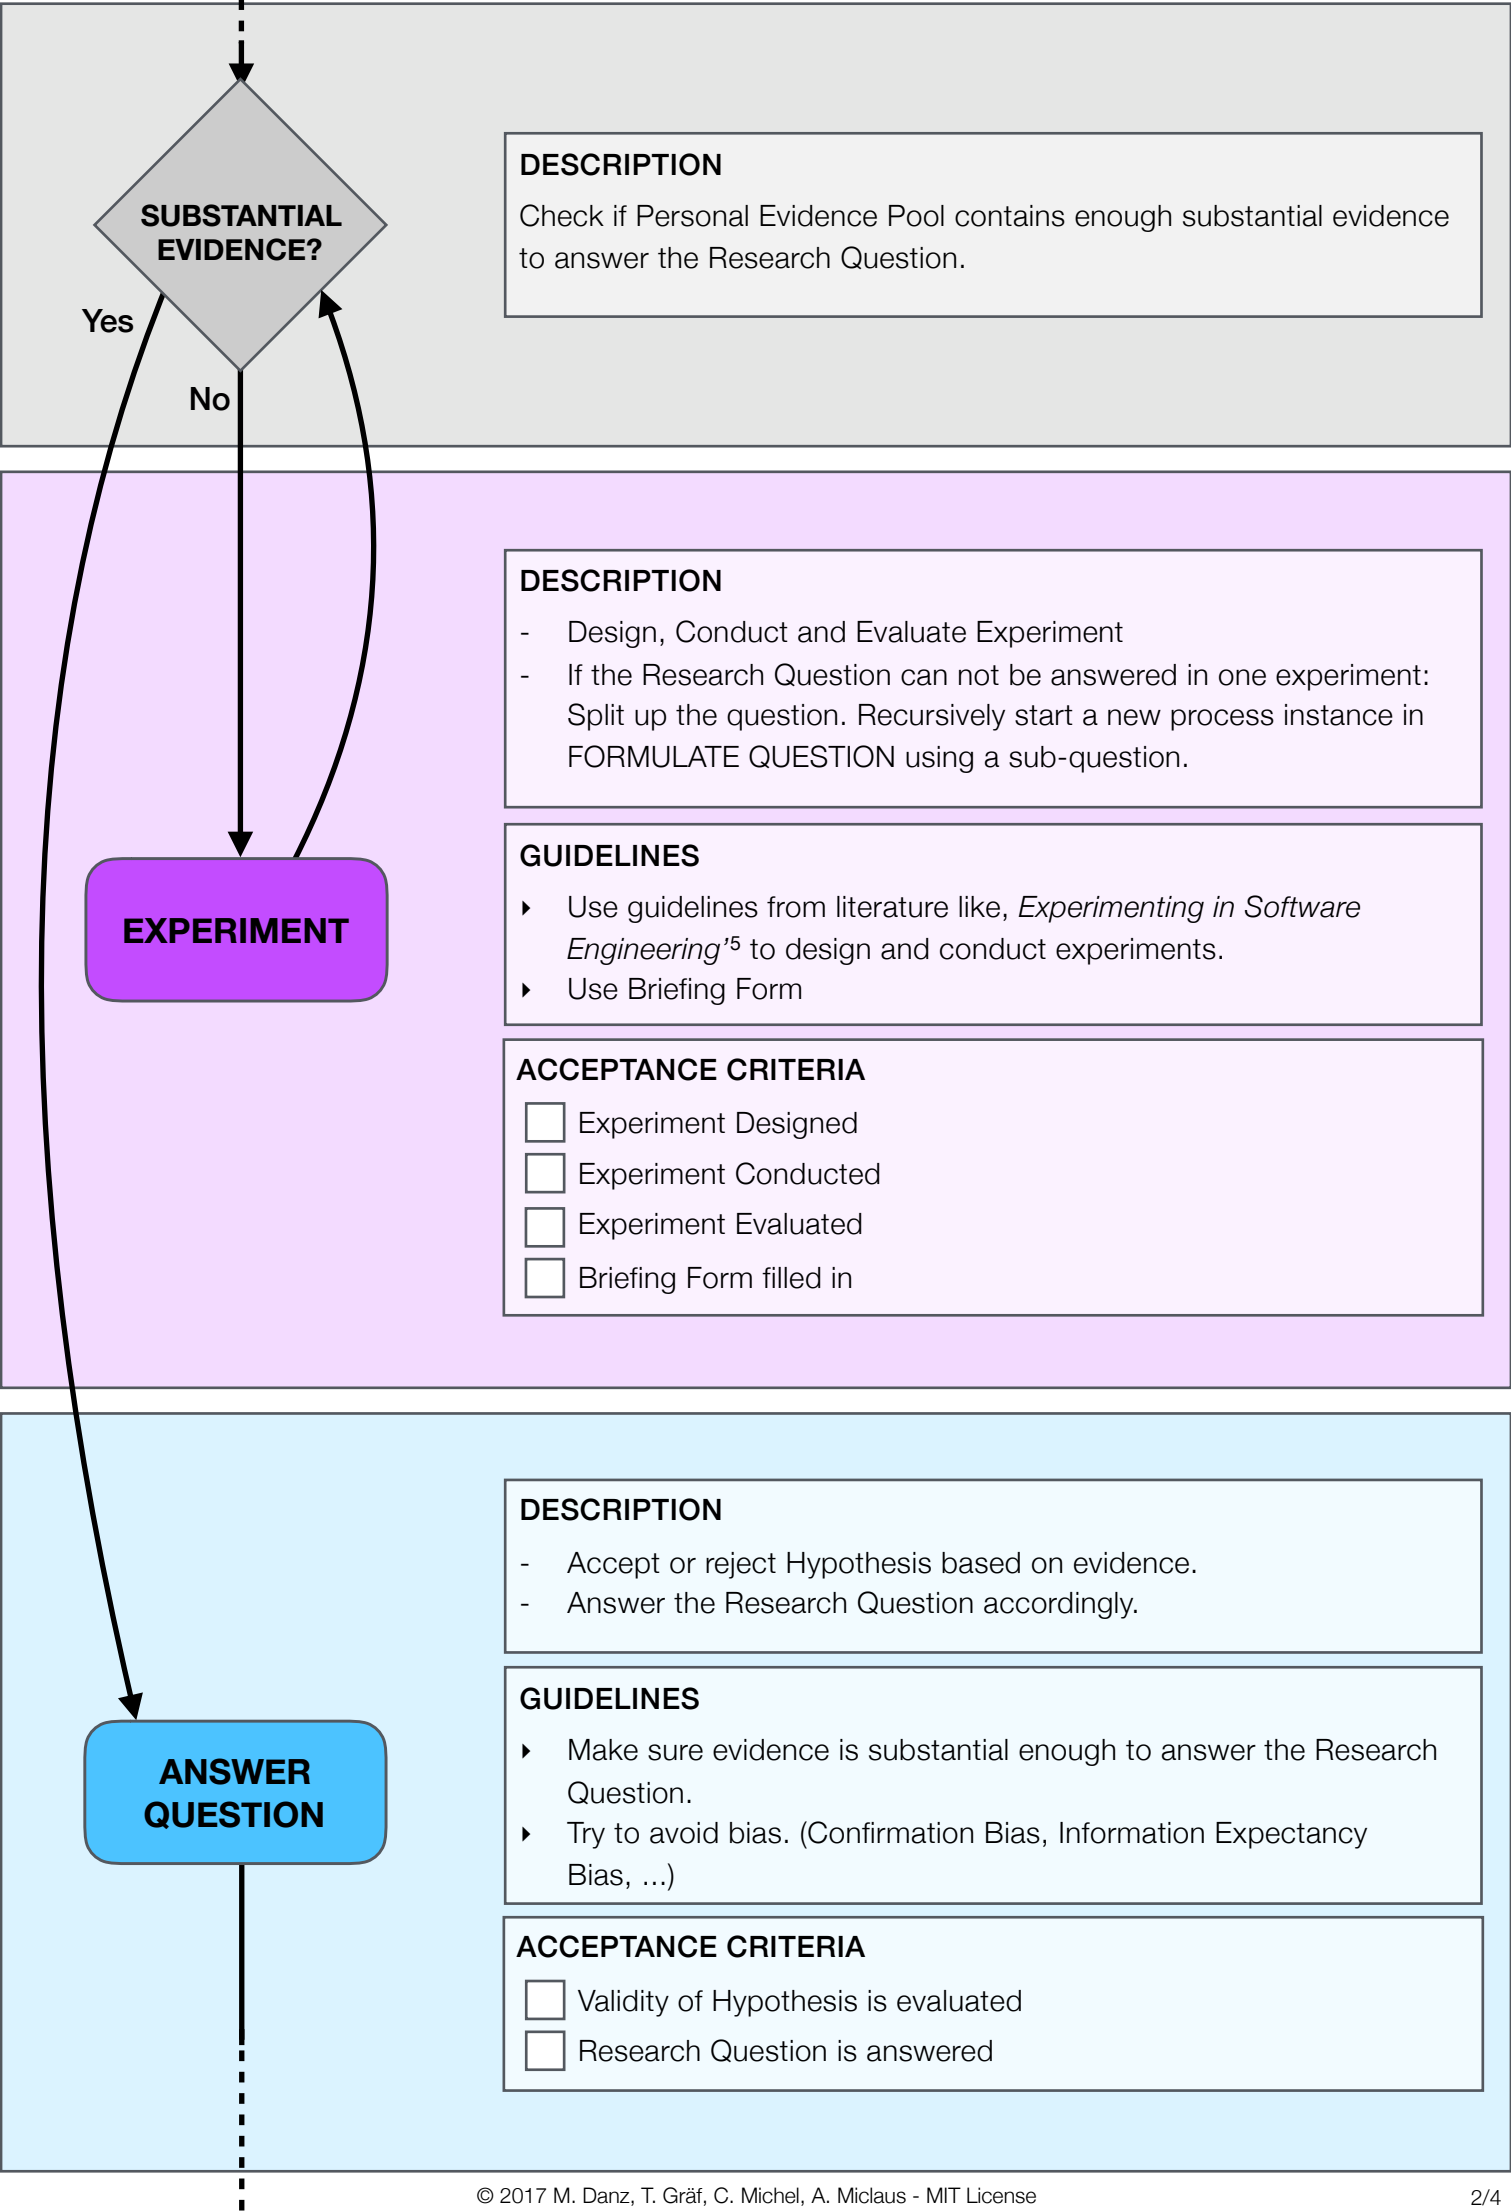 SUBSTANTIAL
EVIDENCE?
Yes
No
DESCRIPTION
Check if Personal Evidence Pool contains enough substantial evidence
to answer the Research Question.
EXPERIMENT
DESCRIPTION
- Design, Conduct and Evaluate Experiment
- If the Research Question can not be answered in one experiment:
Split up the question. Recursively start a new process instance in
FORMULATE QUESTION using a sub-question.
GUIDELINES
‣ Use guidelines from literature like, Experimenting in Software
Engineering’⁵ to design and conduct experiments.
‣ Use Briefing Form
ACCEPTANCE CRITERIA
Experiment Designed
Experiment Conducted
Experiment Evaluated
Briefing Form filled in
ANSWER
QUESTION
DESCRIPTION
- Accept or reject Hypothesis based on evidence.
- Answer the Research Question accordingly.
GUIDELINES
‣ Make sure evidence is substantial enough to answer the Research
Question.
‣ Try to avoid bias. (Confirmation Bias, Information Expectancy
Bias, ...)
ACCEPTANCE CRITERIA
Validity of Hypothesis is evaluated
Research Question is answered
© 2017 M. Danz, T. Gräf, C. Michel, A. Miclaus - MIT License
2/4